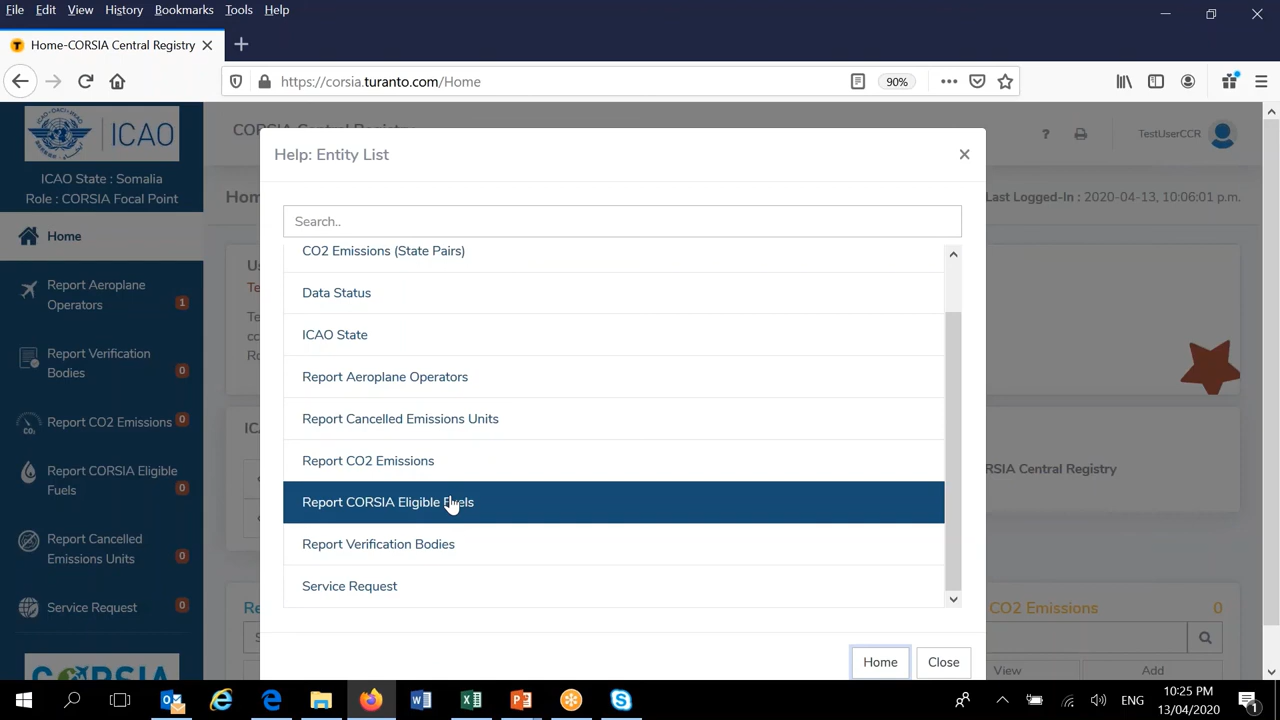 File Edit View History Bookmarks Tools Help
Home-CORSIA Central Registry
https://corsia.turanto.com/Home
90%
ICAO
ICAO State : Somalia
Role : CORSIA Focal Point
TestUserCCR
Last Logged-In : 2020-04-13, 10:06:01 p.m.
Home
Report Aeroplane
Operators
1
Report Verification
Bodies
0
Report CO2 Emissions
0
Report CORSIA Eligible
Fuels
0
Report Cancelled
Emissions Units
0
Service Request
0
Help: Entity List
Search..
CO2 Emissions (State Pairs)
Data Status
ICAO State
Report Aeroplane Operators
Report Cancelled Emissions Units
Report CO2 Emissions
Report CORSIA Eligible Fuels
Report Verification Bodies
Service Request
Home
Close
RSIA Central Registry
CO2 Emissions
0
View
Add
ENG
10:25 PM
13/04/2020